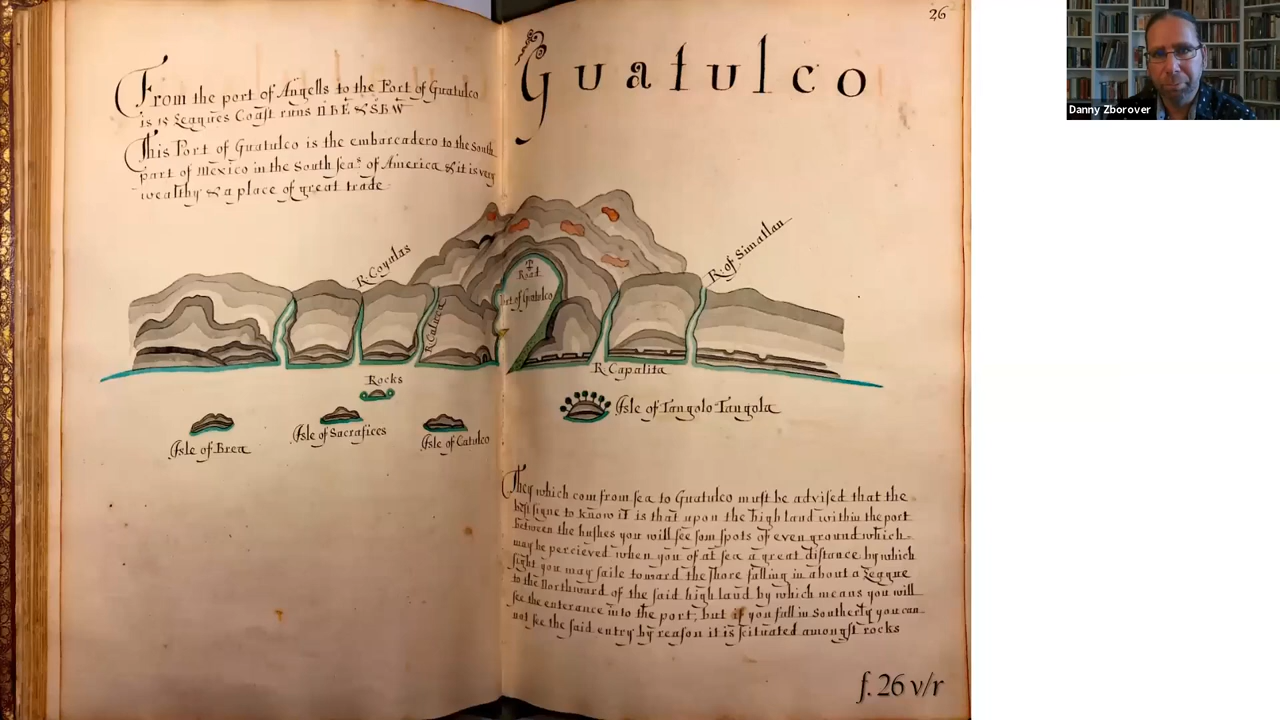 26
Guatulco
From the port of Angells to the Port of Guatulco
is 15 Leagues Coast runs NBE & SBW
This Port of Guatulco is the embarcadero to the South
part of Mexico in the South Seas of America & it is very
wealthy & a place of great trade
R. Coyulas
R. of Simatlan
Road
Port of Guatulco
R. Capalita
Rocks
Isle of Brea
Isle of Sacrafices
Isle of Catulco
Isle of Tangolo Tangola
They which com from sea to Guatulco must be advised that the
best signe to know it is that upon the high land within the port
between the bushes you will see som spots of even ground which
may be percieved when you of at sea a great distance by which
sight you may saile toward the shore falling in about a League
to the Northward of the said high land by which means you will
see the enterance into the port; but if you fall in Southerly you can
not see the said entry by reason it is scituated amongst rocks
f. 26 v/r
Danny Zborover